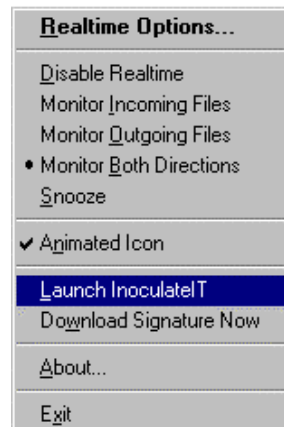 Realtime Options...
Disable Realtime
Monitor Incoming Files
Monitor Outgoing Files
Monitor Both Directions
Snooze
Animated Icon
Launch InoculateIT
Download Signature Now
About...
Exit